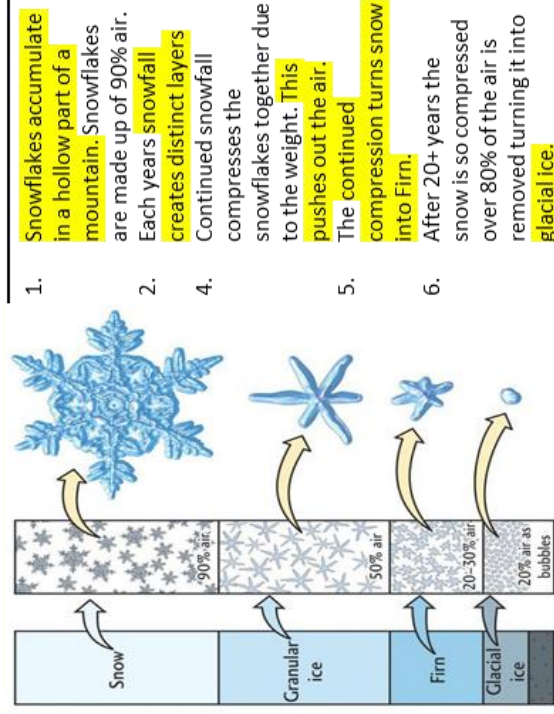 Snow
Granular
ice
Firn
Glacial
ice
90% air
50% air
20–30% air
20% air as
bubbles
1. Snowflakes accumulate
in a hollow part of a
mountain. Snowflakes
are made up of 90% air.
2. Each years snowfall
creates distinct layers
4. Continued snowfall
compresses the
snowflakes together due
to the weight. This
pushes out the air.
5. The continued
compression turns snow
into Firn.
6. After 20+ years the
snow is so compressed
over 80% of the air is
removed turning it into
glacial ice.